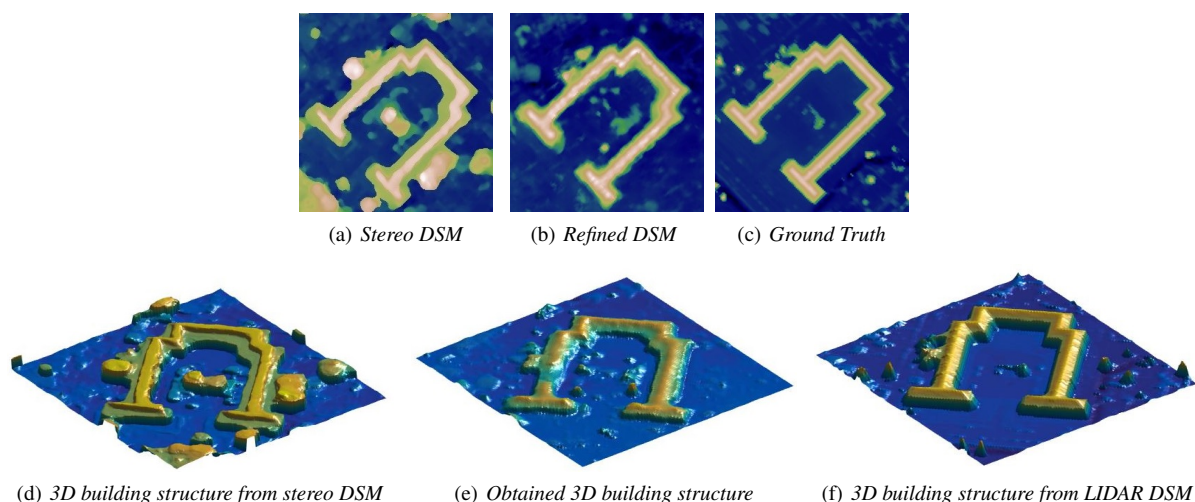 (a) Stereo DSM
(b) Refined DSM
(c) Ground Truth
(d) 3D building structure from stereo DSM
(e) Obtained 3D building structure
(f) 3D building structure from LIDAR DSM